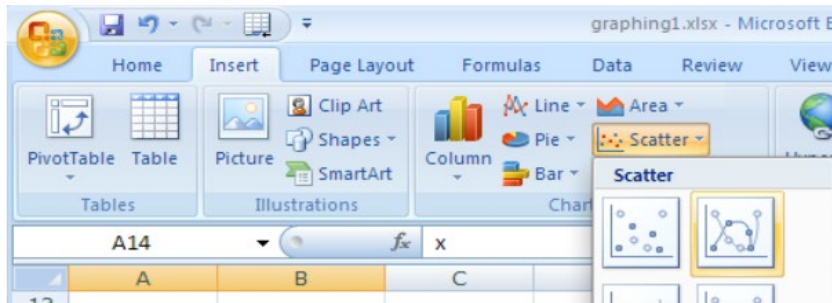 graphing1.xlsx - Microsoft E
Home Insert Page Layout Formulas Data Review View
Clip Art Line Area
Shapes Pie Scatter
PivotTable Table Picture SmartArt Column Bar
Scatter
Tables Illustrations Char
A14 fx x
A B C